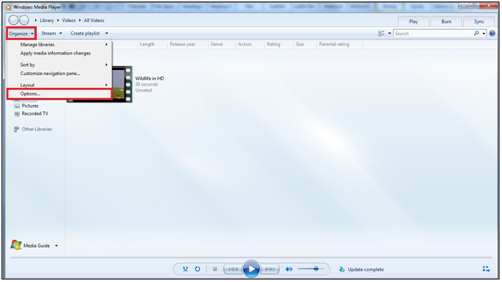 Windows Media Player
Library ▸ Videos ▸ All Videos
Play
Burn
Sync
Organize
Stream
Create playlist
Search
Manage libraries
Apply media information changes
Sort by
Customize navigation pane...
Layout
Options...
Length
Release year
Genre
Actors
Rating
Size
Parental rating
Wildlife in HD
30 seconds
Unrated
Pictures
Recorded TV
Other Libraries
Media Guide
Update complete